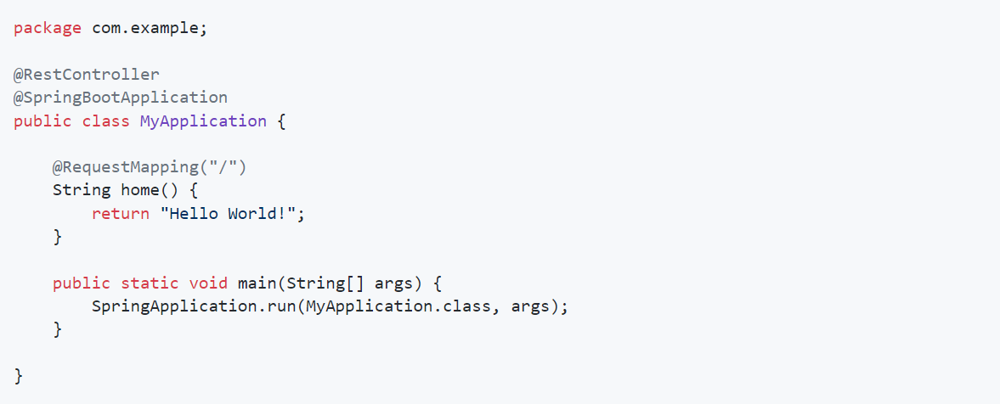 package com.example;
@RestController
@SpringBootApplication
public class MyApplication {
@RequestMapping("/")
String home() {
return "Hello World!";
}
public static void main(String[] args) {
SpringApplication.run(MyApplication.class, args);
}
}